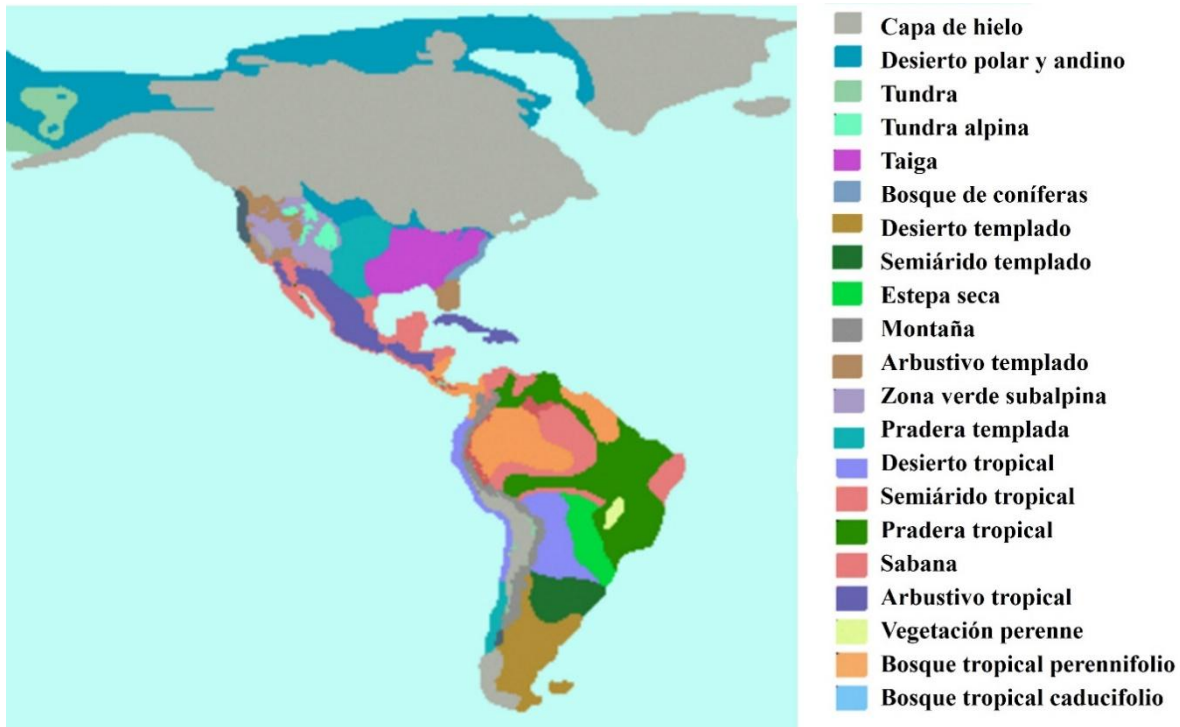 Capa de hielo
Desierto polar y andino
Tundra
Tundra alpina
Taiga
Bosque de coníferas
Desierto templado
Semiárido templado
Estepa seca
Montaña
Arbustivo templado
Zona verde subalpina
Pradera templada
Desierto tropical
Semiárido tropical
Pradera tropical
Sabana
Arbustivo tropical
Vegetación perenne
Bosque tropical perennifolio
Bosque tropical caducifolio